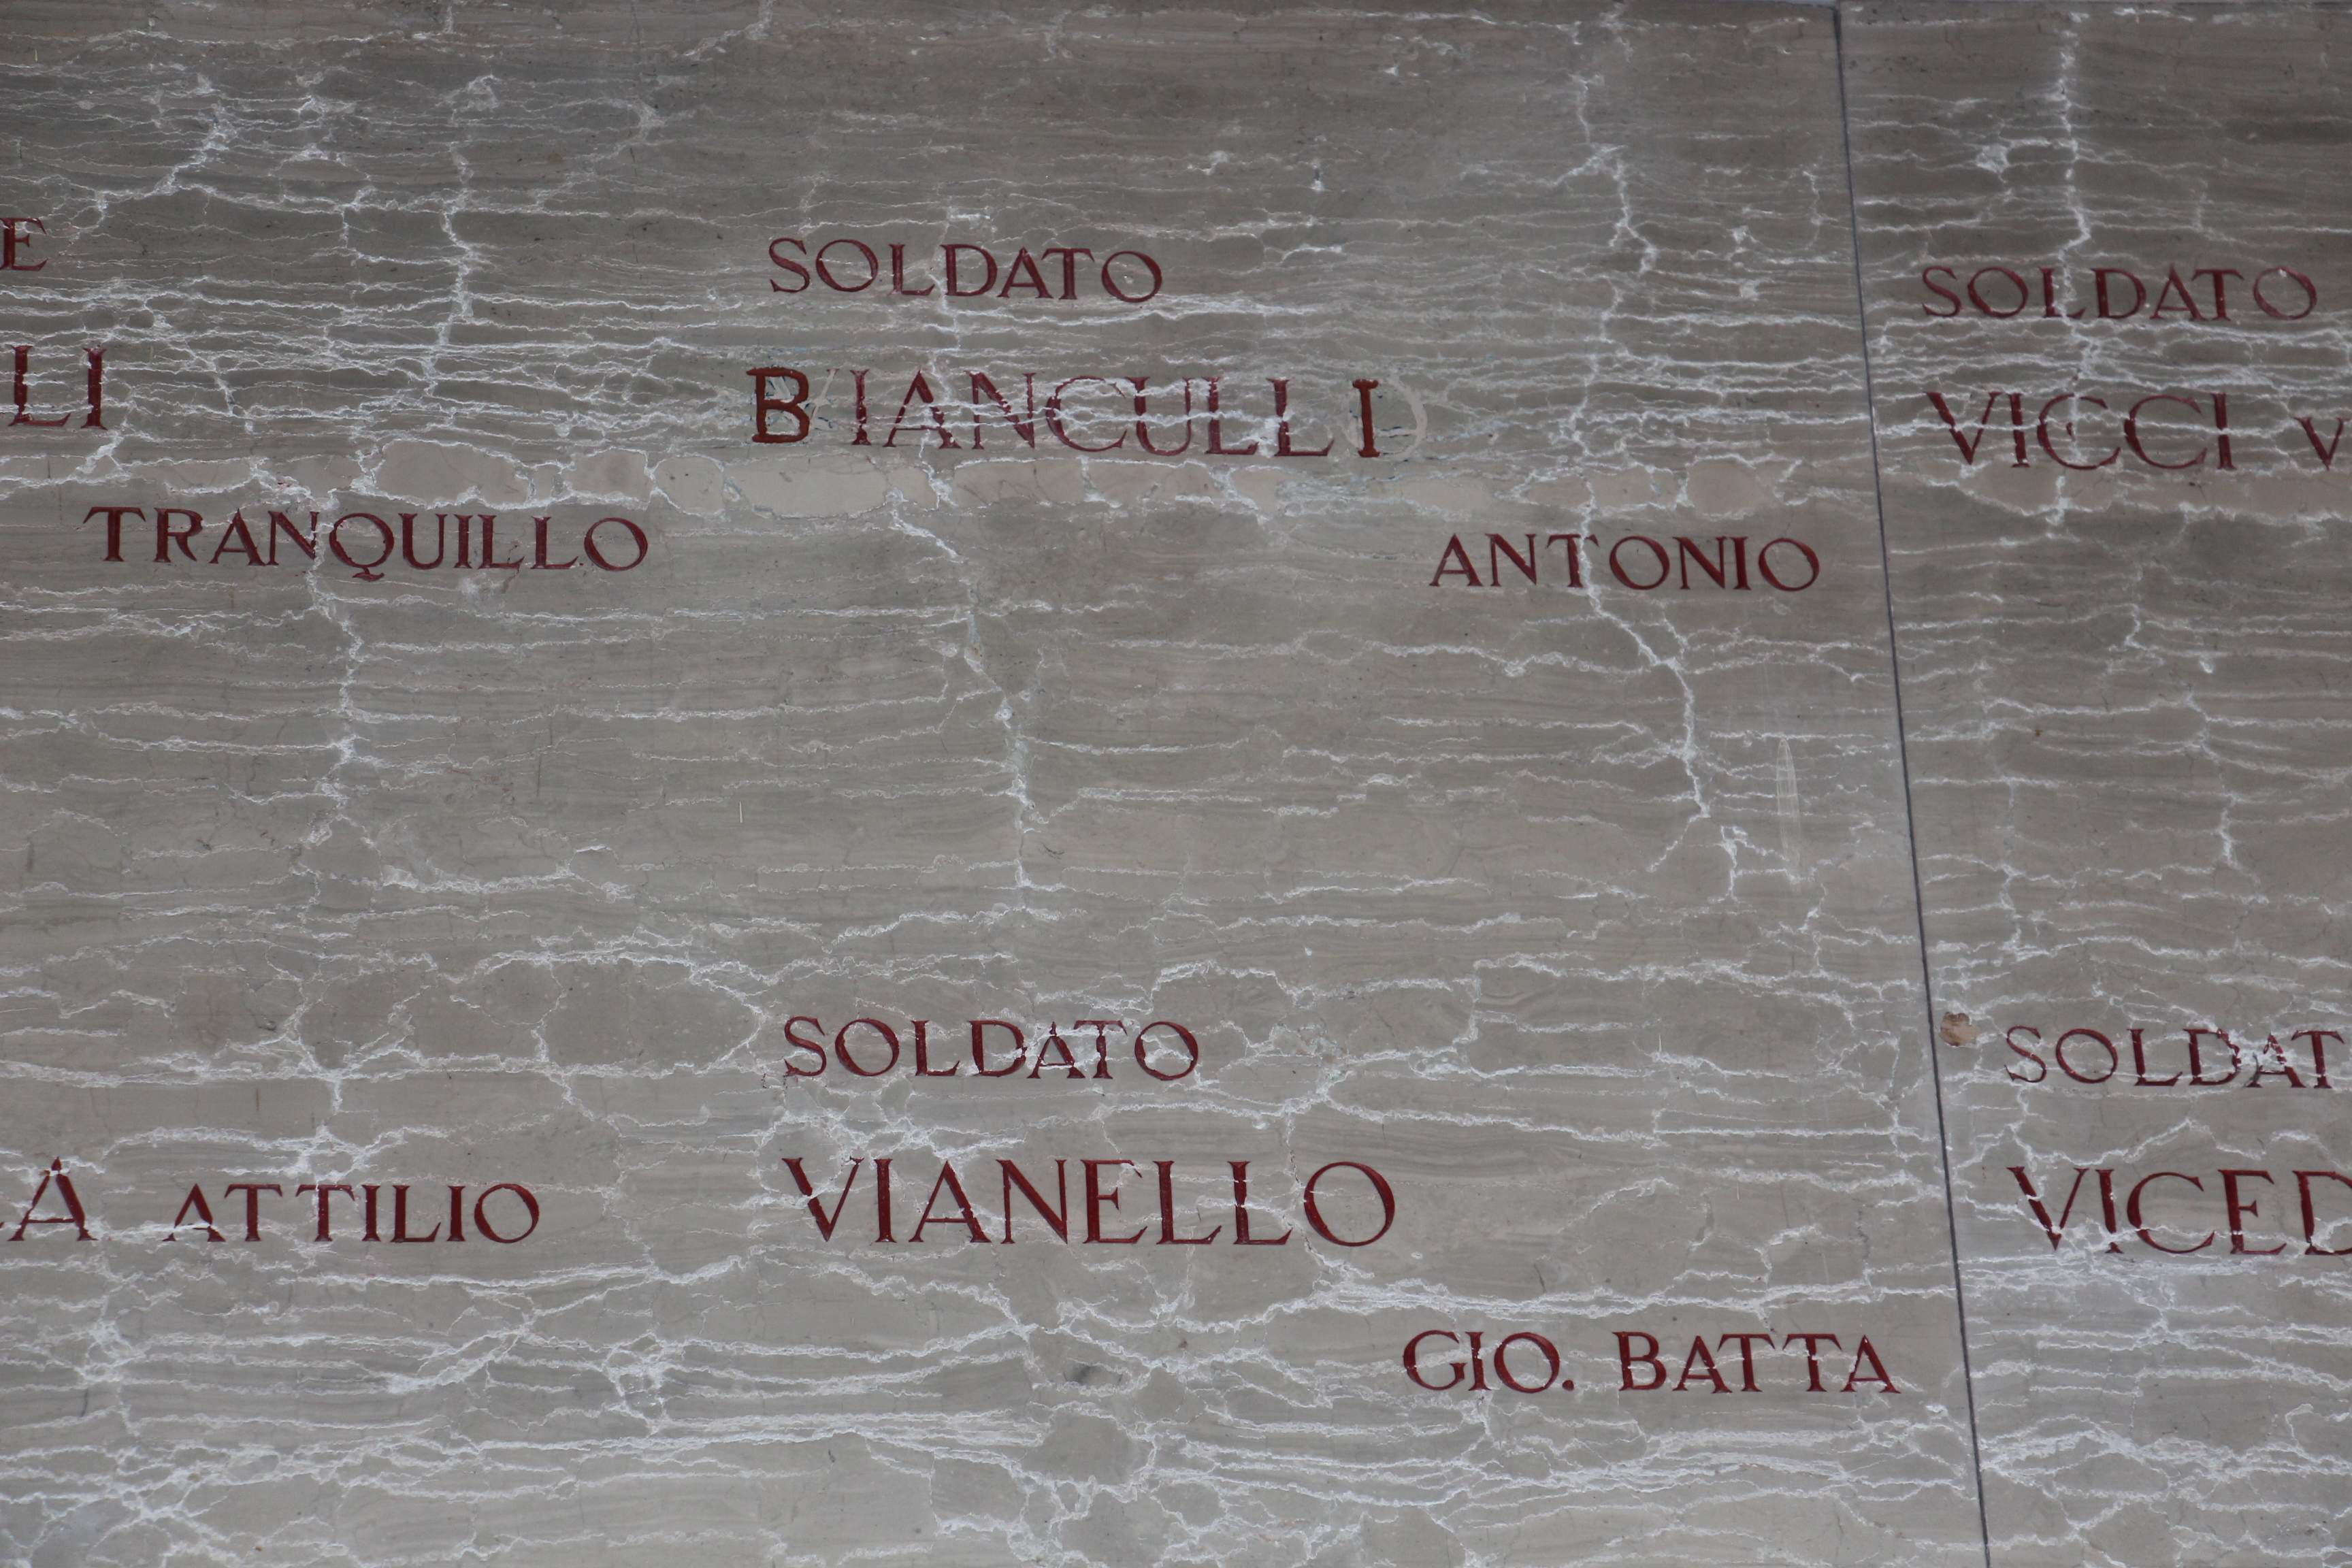 SOLDATO
BIANCULLI
ANTONIO
TRANQUILLO
SOLDATO
VICCI
SOLDATO
VIANELLO
GIO. BATTA
ATTILIO